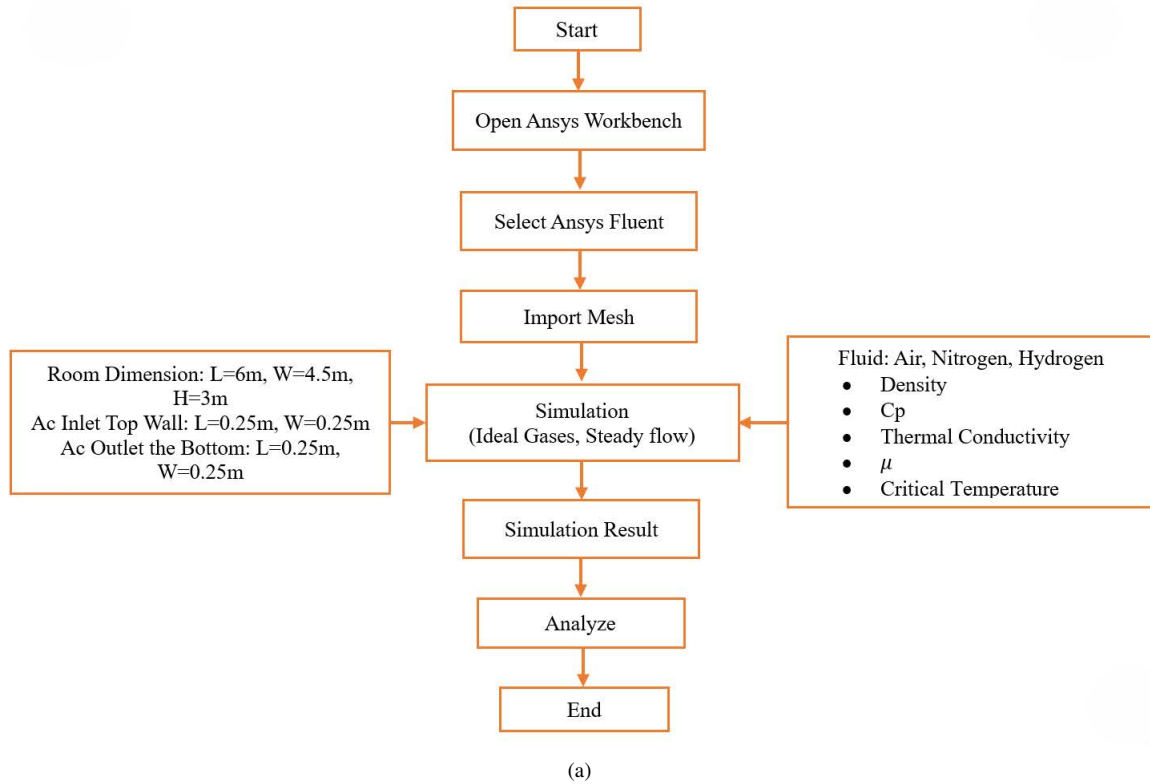 Start
Open Ansys Workbench
Select Ansys Fluent
Import Mesh
Room Dimension: L=6m, W=4.5m,
H=3m
Ac Inlet Top Wall: L=0.25m, W=0.25m
Ac Outlet the Bottom: L=0.25m,
W=0.25m
Simulation
(Ideal Gases, Steady flow)
Fluid: Air, Nitrogen, Hydrogen
● Density
● Cp
● Thermal Conductivity
● μ
● Critical Temperature
Simulation Result
Analyze
End
(a)